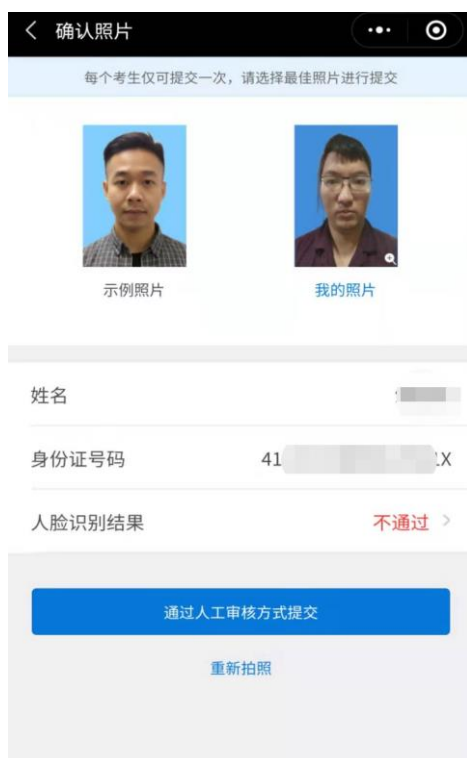 确认照片
每个考生仅可提交一次，请选择最佳照片进行提交
示例照片
我的照片
姓名
身份证号码 41 X
人脸识别结果 不通过
通过人工审核方式提交
重新拍照